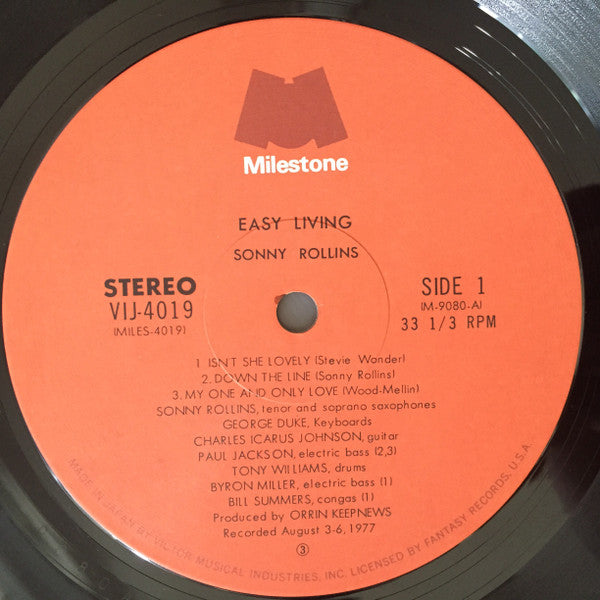 Milestone
EASY LIVING
SONNY ROLLINS
STEREO
VIJ-4019
(MILES-4019)
SIDE 1
(M-9080-A)
33 1/3 RPM
1 ISN'T SHE LOVELY (Stevie Wonder)
2. DOWN THE LINE (Sonny Rollins)
3. MY ONE AND ONLY LOVE (Wood-Mellin)
SONNY ROLLINS, tenor and soprano saxophones
GEORGE DUKE, Keyboards
CHARLES ICARUS JOHNSON, guitar
PAUL JACKSON, electric bass (2,3)
TONY WILLIAMS, drums
BYRON MILLER, electric bass (1)
BILL SUMMERS, congas (1)
Produced by ORRIN KEEPNEWS
Recorded August 3-6, 1977
③
MADE IN JAPAN BY VICTOR MUSICAL INDUSTRIES, INC. LICENSED BY FANTASY RECORDS, U.S.A.